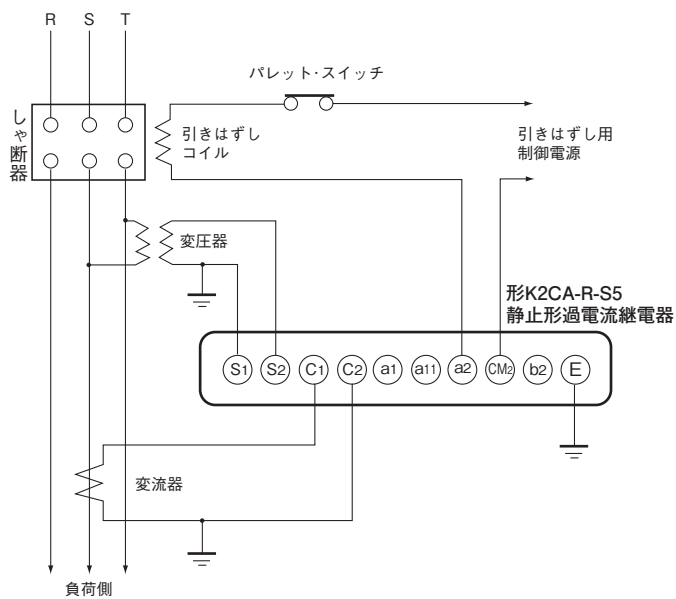 R S T
しゃ断器
パレット・スイッチ
引きはずし
コイル
引きはずし用
制御電源
変圧器
形K2CA-R-S5
静止形過電流継電器
S1 S2 C1 C2 a1 a11 a2 CM2 b2 E
変流器
負荷側